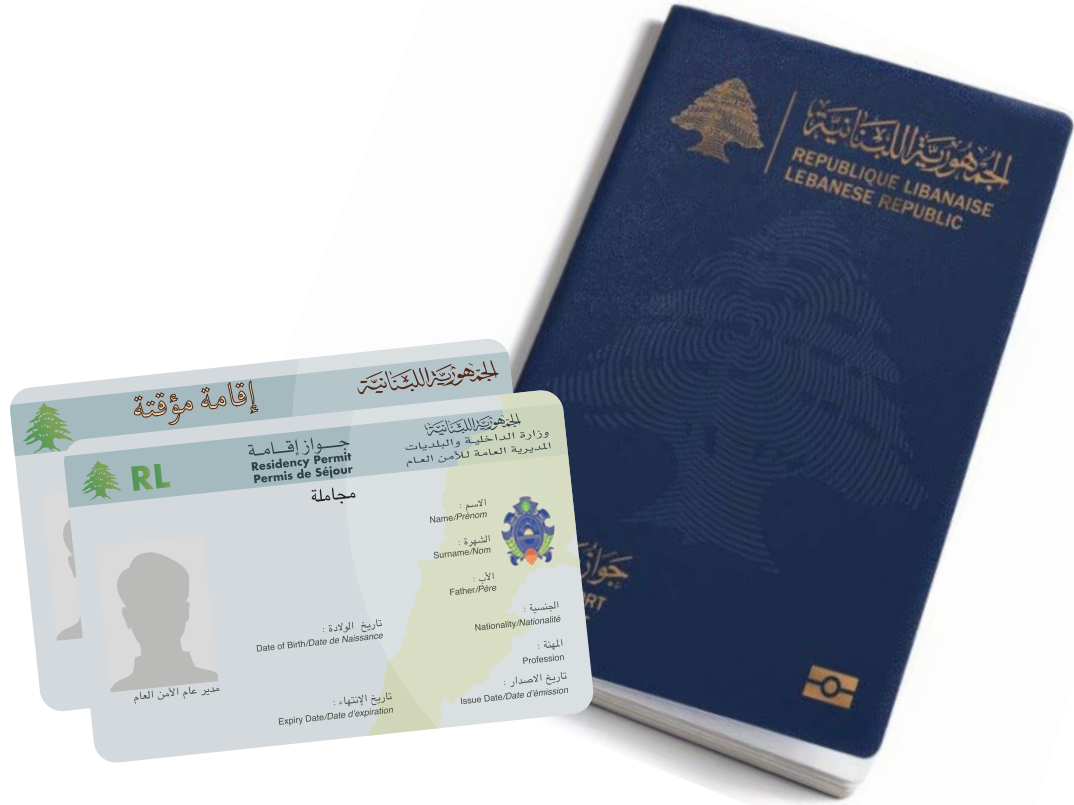 الجمهورية اللبنانية
REPUBLIQUE LIBANAISE
LEBANESE REPUBLIC
إقامة مؤقتة
الجمهورية اللبنانية
RL
جواز إقامة
Residency Permit
Permis de Séjour
مجاملة
الجمهورية اللبنانية
وزارة الداخلية والبلديات
المديرية العامة للأمن العام
الاسم :
Name/Prénom
الشهرة :
Surname/Nom
الأب :
Father/Pére
الجنسية :
Nationality/Nationalité
المهنة :
Profession
تاريخ الاصدار :
Issue Date/Date d'émission
تاريخ الولادة :
Date of Birth/Date de Naissance
تاريخ الإنتهاء :
Expiry Date/Date d'expiration
مدير عام الأمن العام